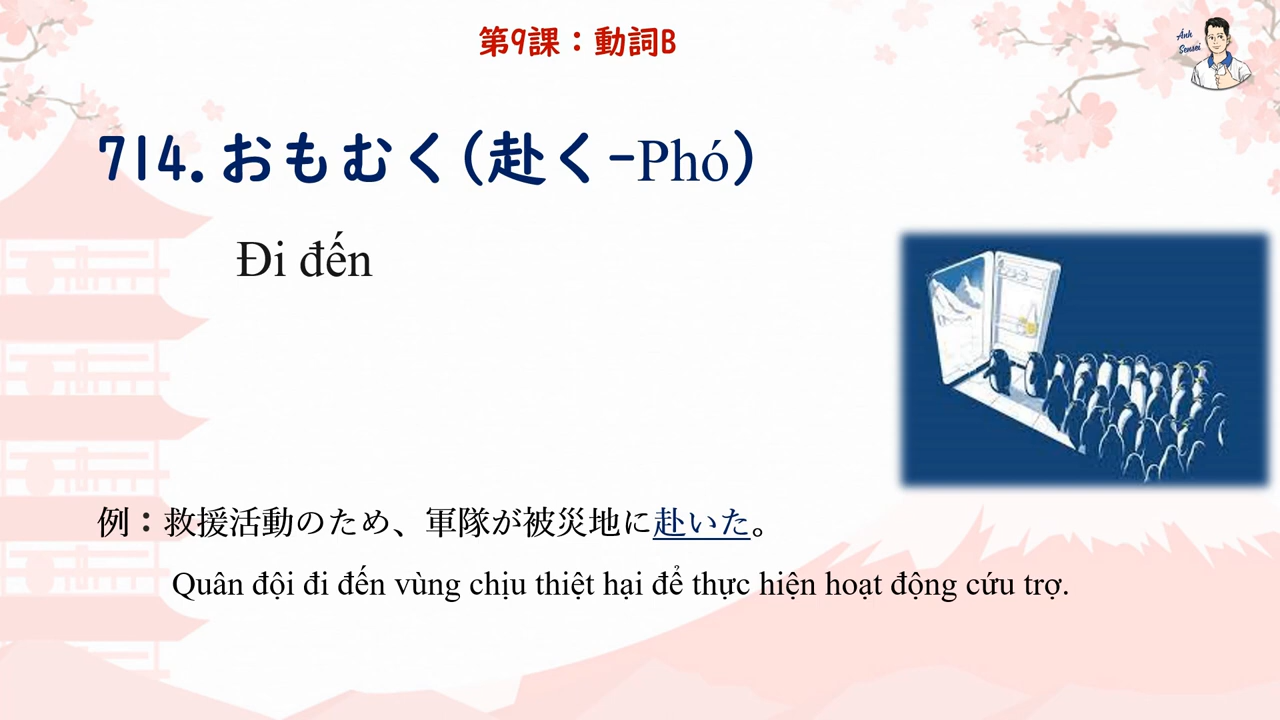 第9課：動詞B
Ánh
Sensei
714. おもむく(赴く-Phó)
Đi đến
例：救援活動のため、軍隊が被災地に赴いた。
Quân đội đi đến vùng chịu thiệt hại để thực hiện hoạt động cứu trợ.